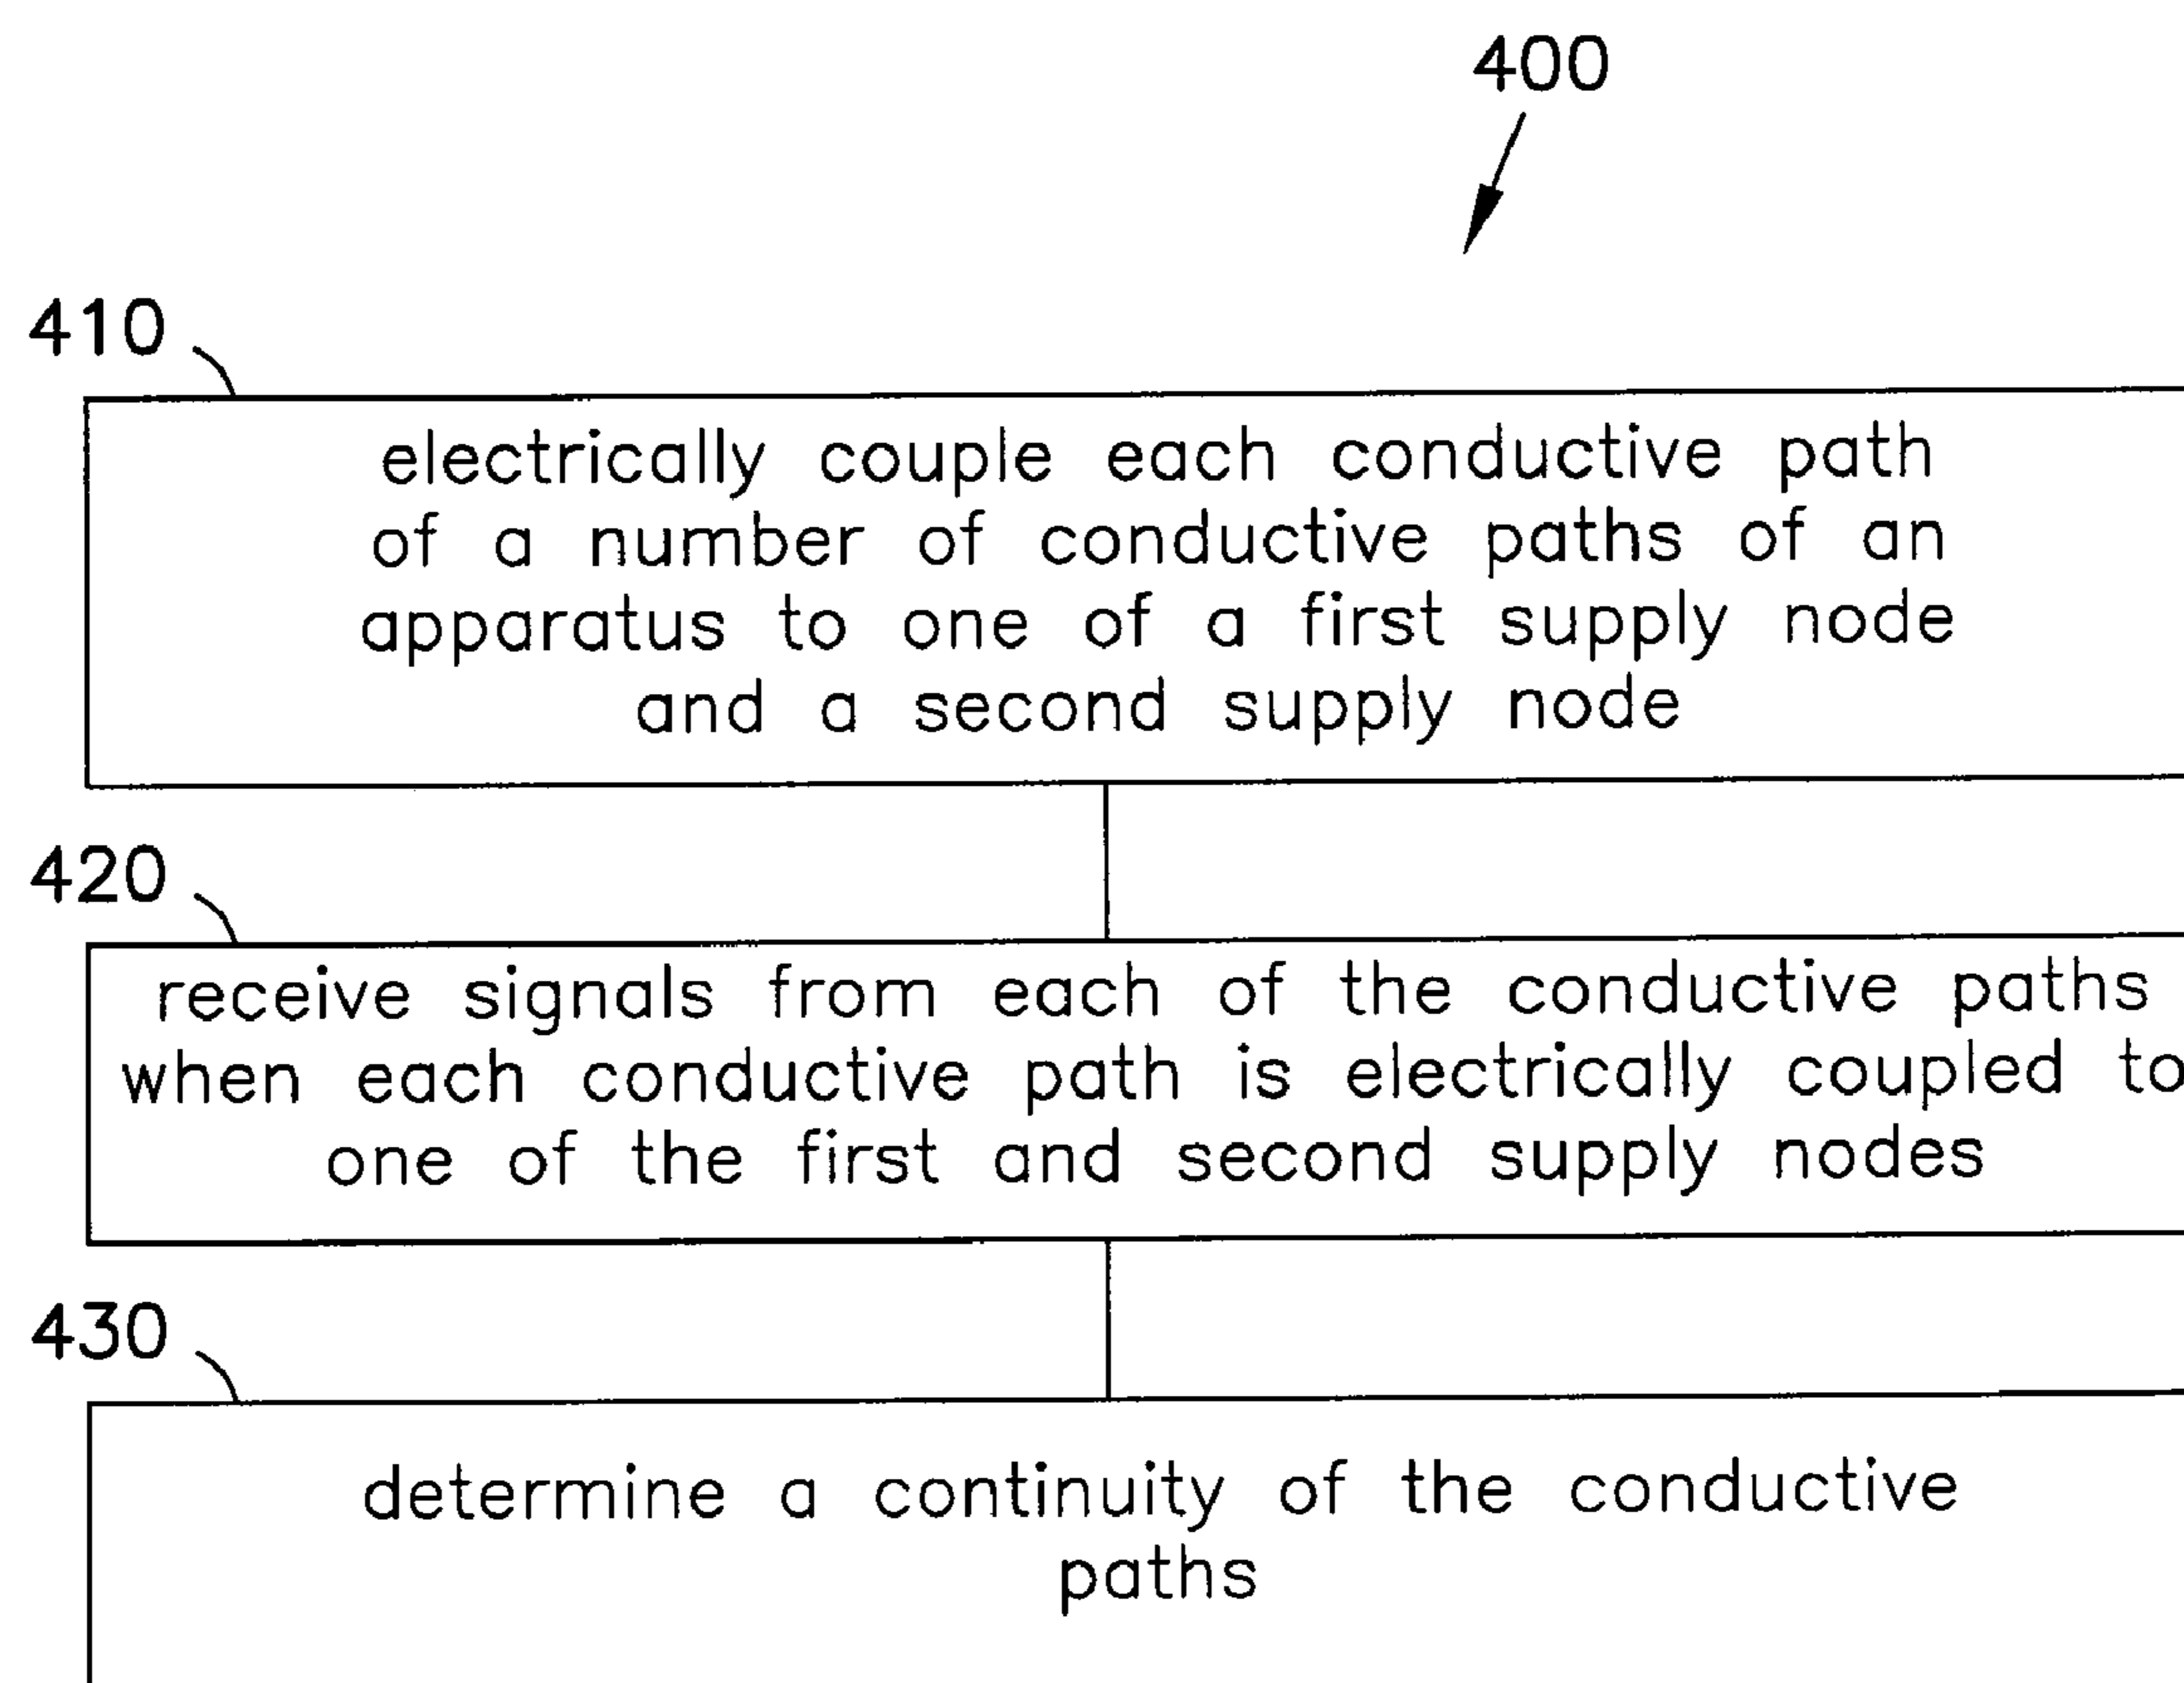 400
410
electrically couple each conductive path
of a number of conductive paths of an
apparatus to one of a first supply node
and a second supply node
420
receive signals from each of the conductive paths
when each conductive path is electrically coupled to
one of the first and second supply nodes
430
determine a continuity of the conductive
paths